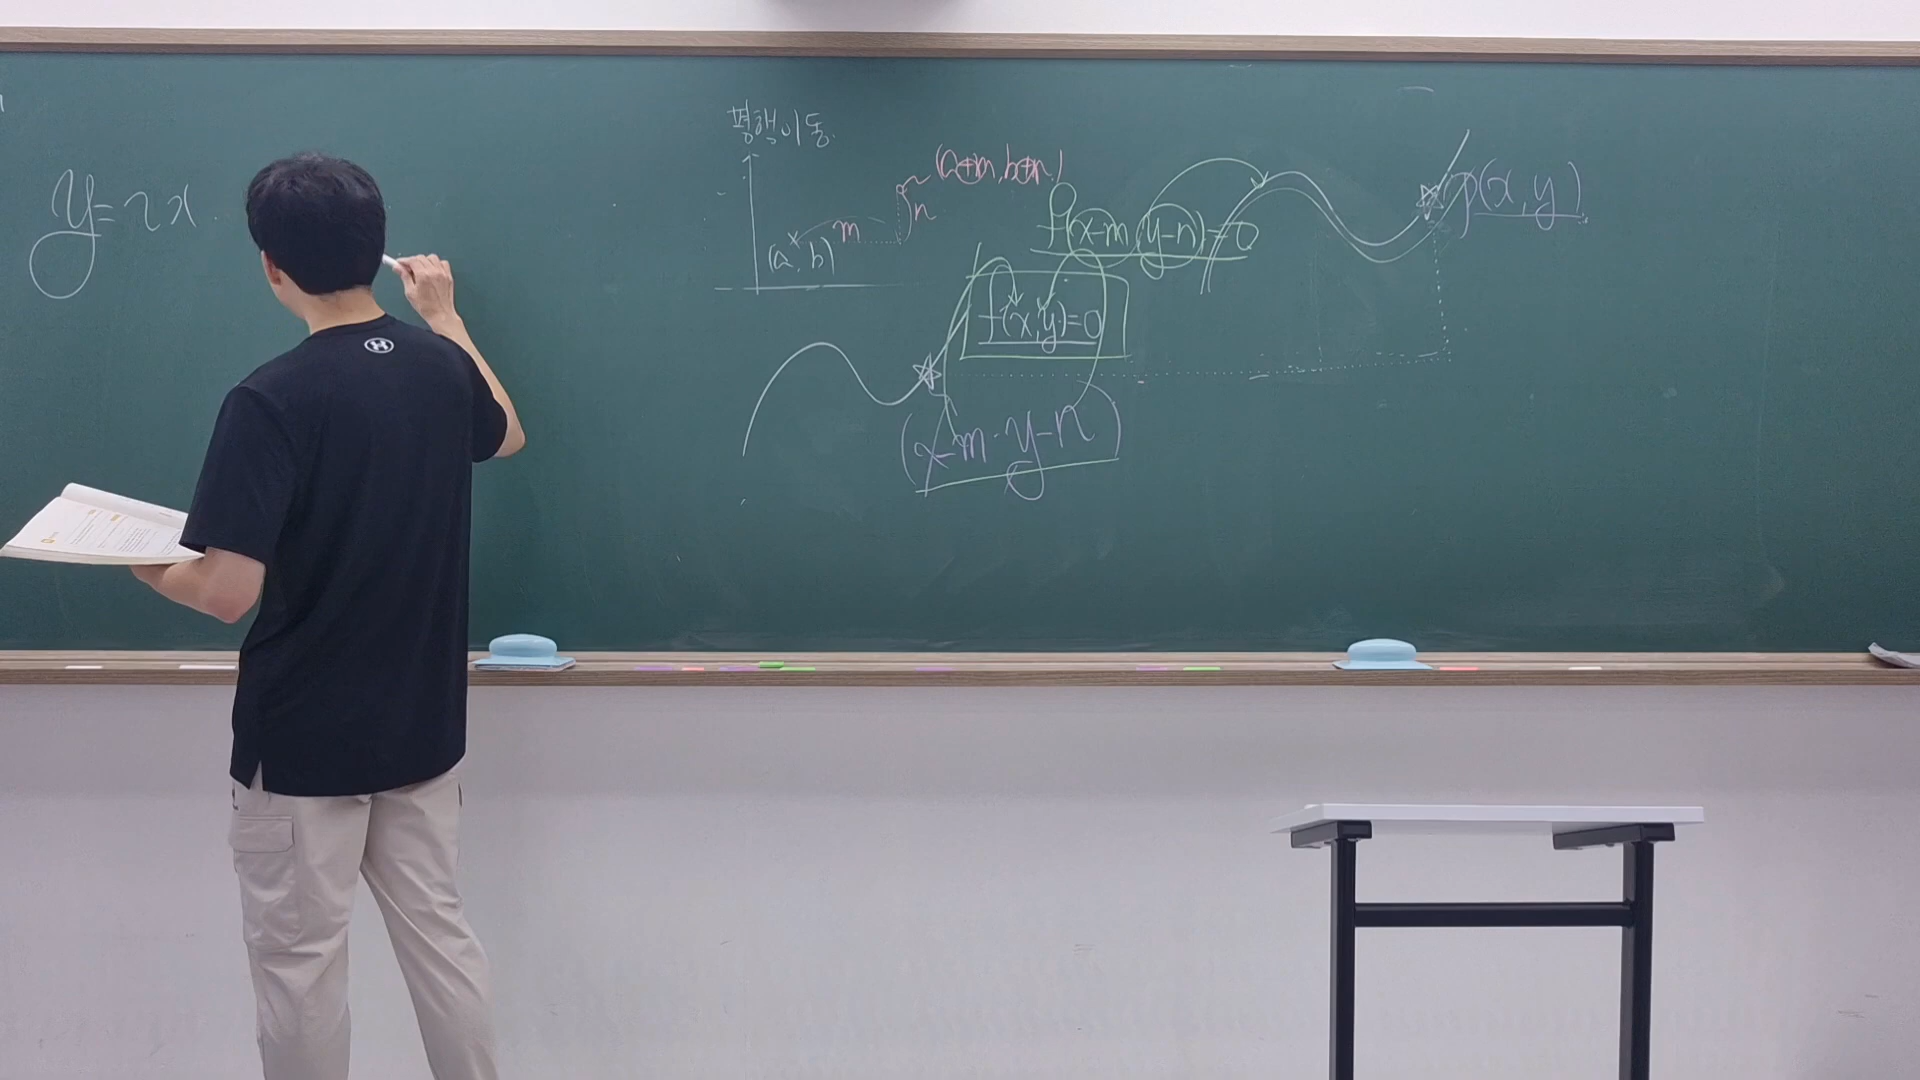 y=2x
평행이동
(a+m, b+n)
n
m
(a, b)
f(x-m, y-n)=0
P(x, y)
f(x, y)=0
(x-m, y-n)